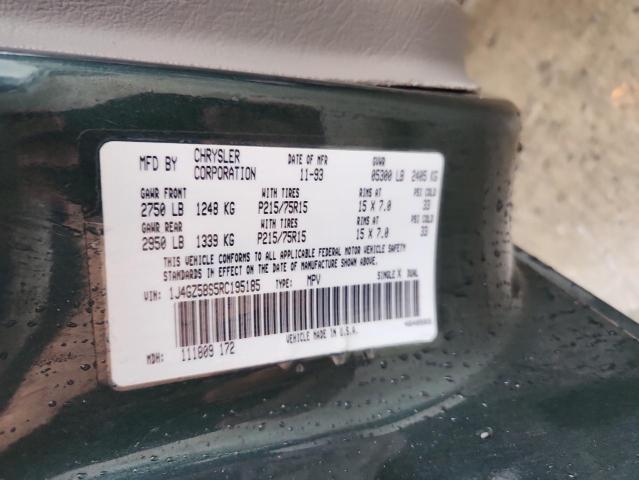 MFD BY CHRYSLER CORPORATION DATE OF MFR 11-93 GVWR 05300 LB 2405 KG
GAWR FRONT WITH TIRES RIMS AT PSI COLD
2750 LB 1248 KG P215/75R15 15 X 7.0 33
GAWR REAR WITH TIRES RIMS AT PSI COLD
2950 LB 1339 KG P215/75R15 15 X 7.0 33
THIS VEHICLE CONFORMS TO ALL APPLICABLE FEDERAL MOTOR VEHICLE SAFETY
STANDARDS IN EFFECT ON THE DATE OF MANUFACTURE SHOWN ABOVE.
VIN: 1J4GZ58S5RC195185 TYPE: MPV SINGLE X DUAL
MDH: 111809 172 VEHICLE MADE IN U.S.A.